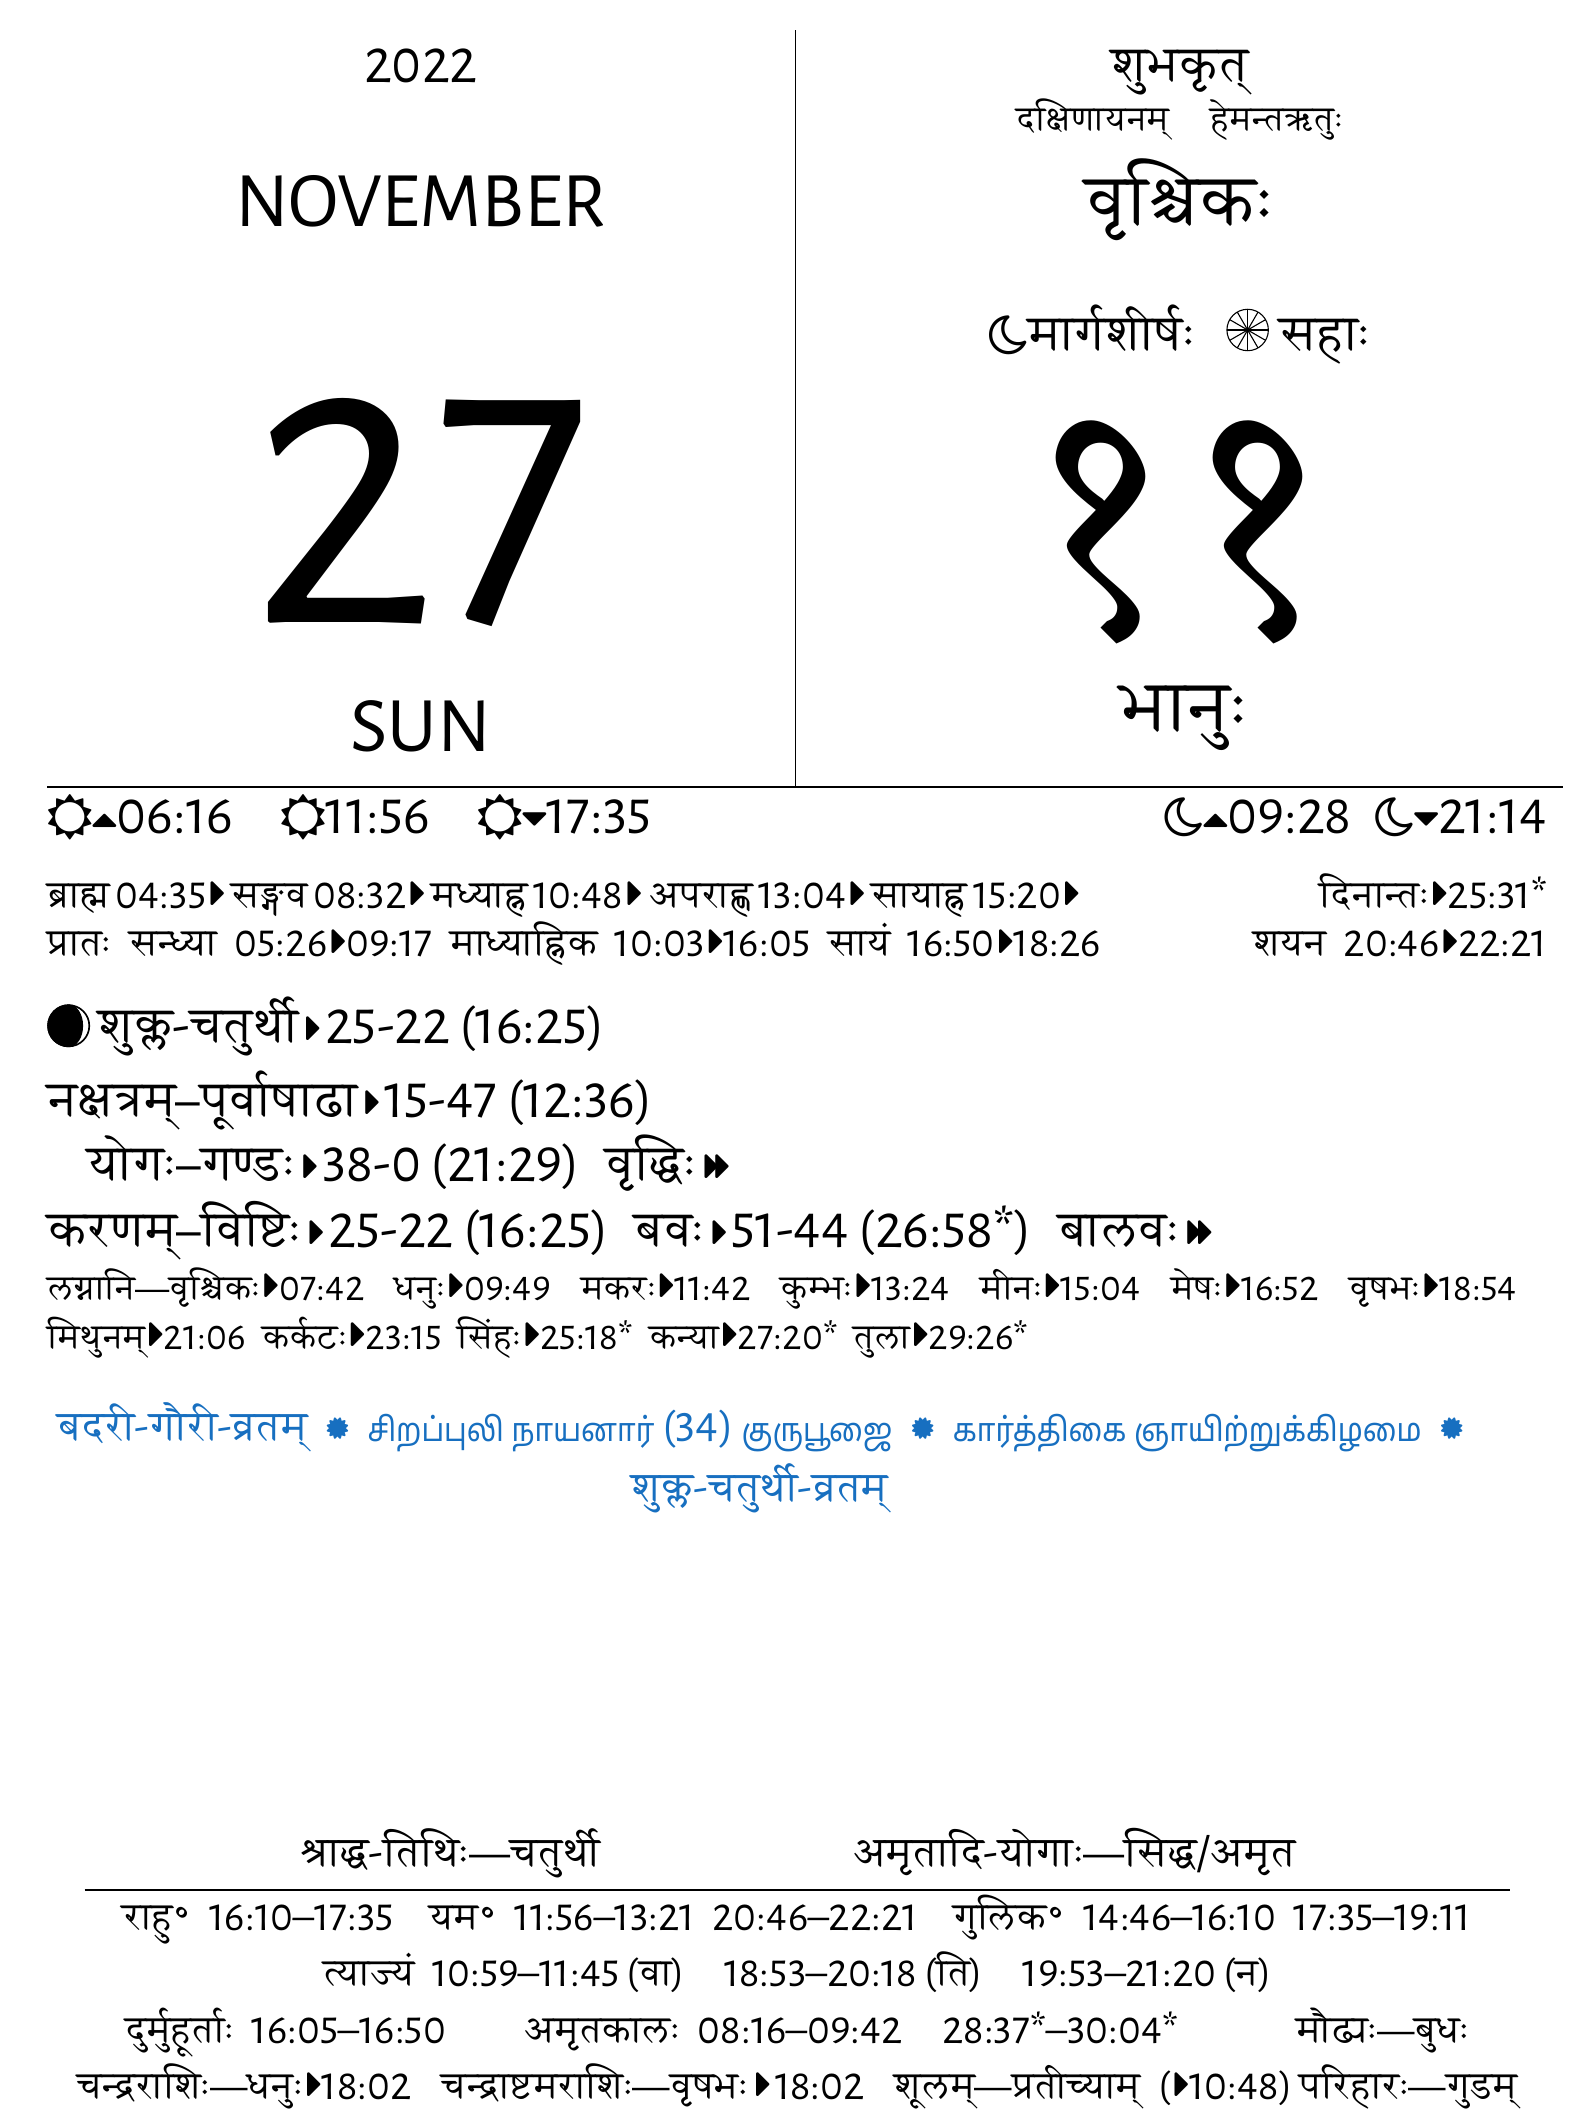 2022
NOVEMBER
27
SUN
शुभकृत्
दक्षिणायनम् हेमन्तऋतुः
वृश्चिकः
मार्गशीर्षः सहाः
११
भानुः
06:16 11:56 17:35 09:28 21:14
ब्राह्म 04:35 सङ्गव 08:32 मध्याह्न 10:48 अपराह्ण 13:04 सायाह्न 15:20 दिनान्तः 25:31*
प्रातः सन्ध्या 05:26 09:17 माध्याह्निक 10:03 16:05 सायं 16:50 18:26 शयन 20:46 22:21
शुक्ल-चतुर्थी 25-22 (16:25)
नक्षत्रम्–पूर्वाषाढा 15-47 (12:36)
योगः–गण्डः 38-0 (21:29) वृद्धिः
करणम्–विष्टिः 25-22 (16:25) बवः 51-44 (26:58*) बालवः
लग्नानि—वृश्चिकः 07:42 धनुः 09:49 मकरः 11:42 कुम्भः 13:24 मीनः 15:04 मेषः 16:52 वृषभः 18:54
मिथुनम् 21:06 कर्कटः 23:15 सिंहः 25:18* कन्या 27:20* तुला 29:26*
बदरी-गौरी-व्रतम् ✹ சிறப்புலி நாயனார் (34) குருபூஜை ✹ கார்த்திகை ஞாயிற்றுக்கிழமை ✹
शुक्ल-चतुर्थी-व्रतम्
श्राद्ध-तिथिः—चतुर्थी अमृतादि-योगाः—सिद्ध/अमृत
राहु॰ 16:10–17:35 यम॰ 11:56–13:21 20:46–22:21 गुलिक॰ 14:46–16:10 17:35–19:11
त्याज्यं 10:59–11:45 (वा) 18:53–20:18 (ति) 19:53–21:20 (न)
दुर्मुहूर्ताः 16:05–16:50 अमृतकालः 08:16–09:42 28:37*–30:04* मौढ्यः—बुधः
चन्द्रराशिः—धनुः 18:02 चन्द्राष्टमराशिः—वृषभः 18:02 शूलम्—प्रतीच्याम् (10:48) परिहारः—गुडम्